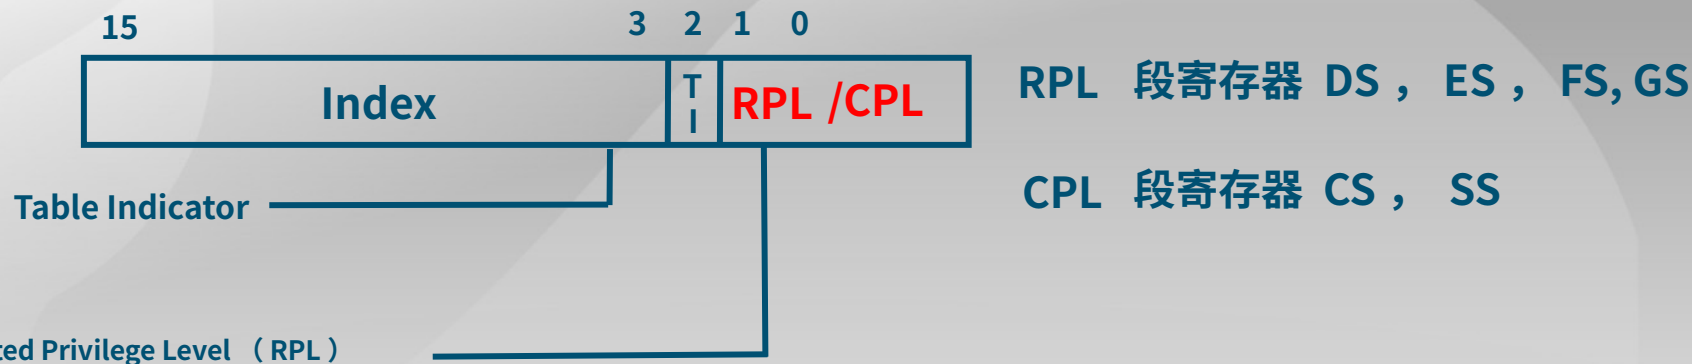 15 3 2 1 0
Index TI RPL /CPL
RPL 段寄存器 DS ， ES ， FS, GS
Table Indicator
CPL 段寄存器 CS ， SS
Privilege Level （ RPL ）